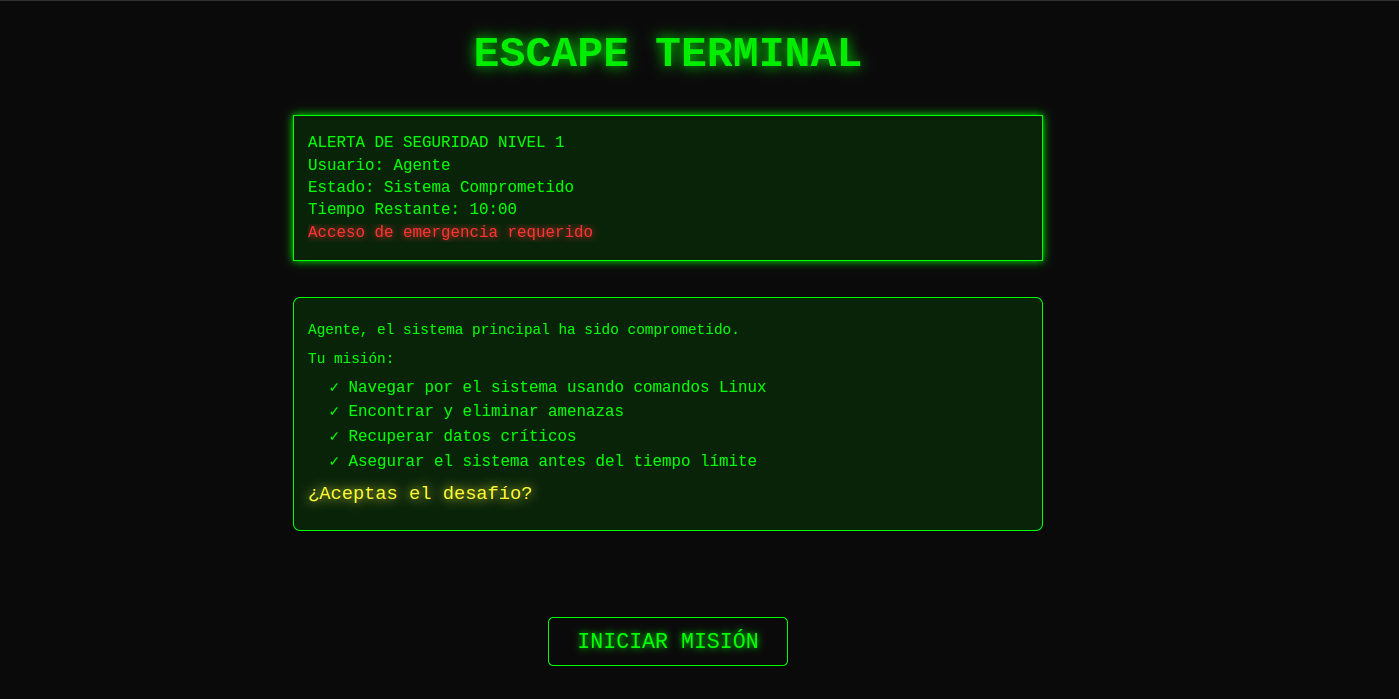 ESCAPE TERMINAL
ALERTA DE SEGURIDAD NIVEL 1
Usuario: Agente
Estado: Sistema Comprometido
Tiempo Restante: 10:00
Acceso de emergencia requerido
Agente, el sistema principal ha sido comprometido.
Tu misión:
✓ Navegar por el sistema usando comandos Linux
✓ Encontrar y eliminar amenazas
✓ Recuperar datos críticos
✓ Asegurar el sistema antes del tiempo límite
¿Aceptas el desafío?
INICIAR MISIÓN